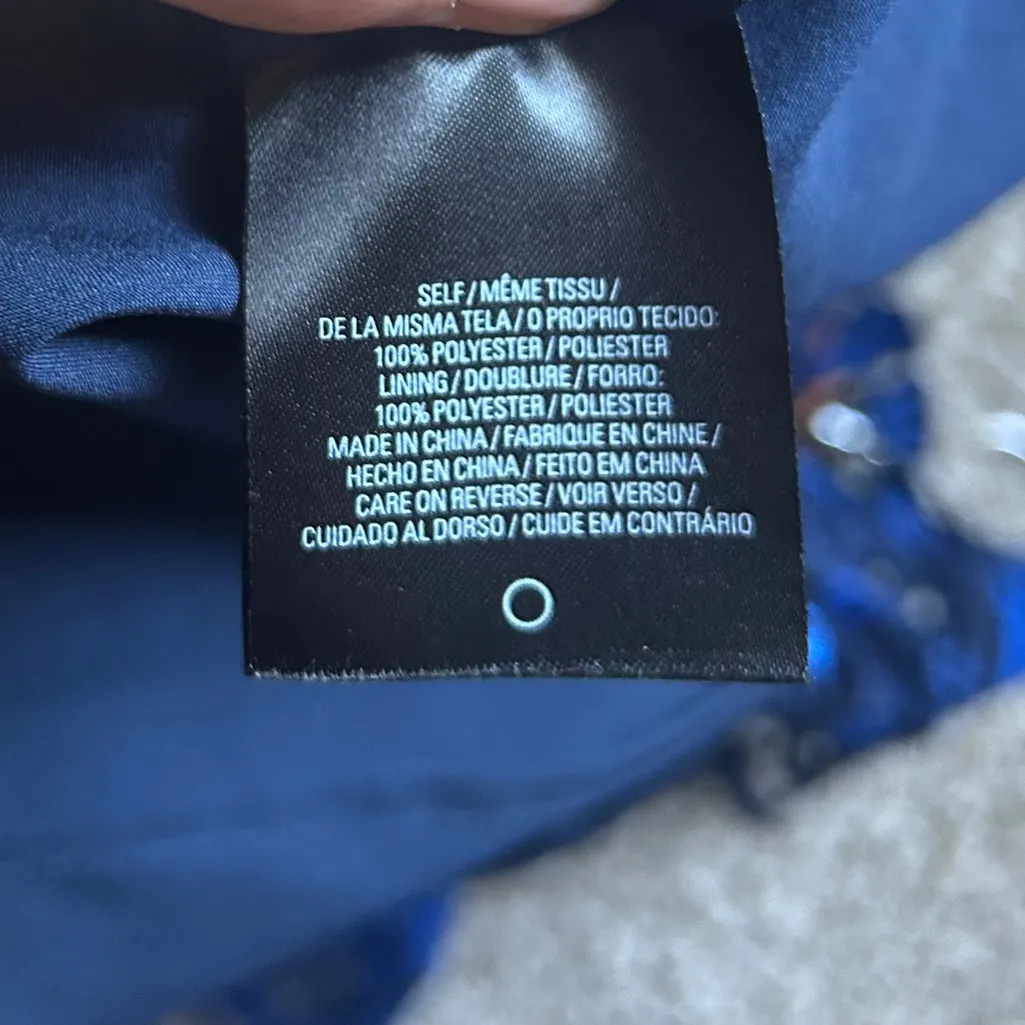 SELF / MÊME TISSU /
DE LA MISMA TELA / O PROPRIO TECIDO:
100% POLYESTER / POLIESTER
LINING / DOUBLURE / FORRO:
100% POLYESTER / POLIESTER
MADE IN CHINA / FABRIQUE EN CHINE /
HECHO EN CHINA / FEITO EM CHINA
CARE ON REVERSE / VOIR VERSO /
CUIDADO AL DORSO / CUIDE EM CONTRÁRIO